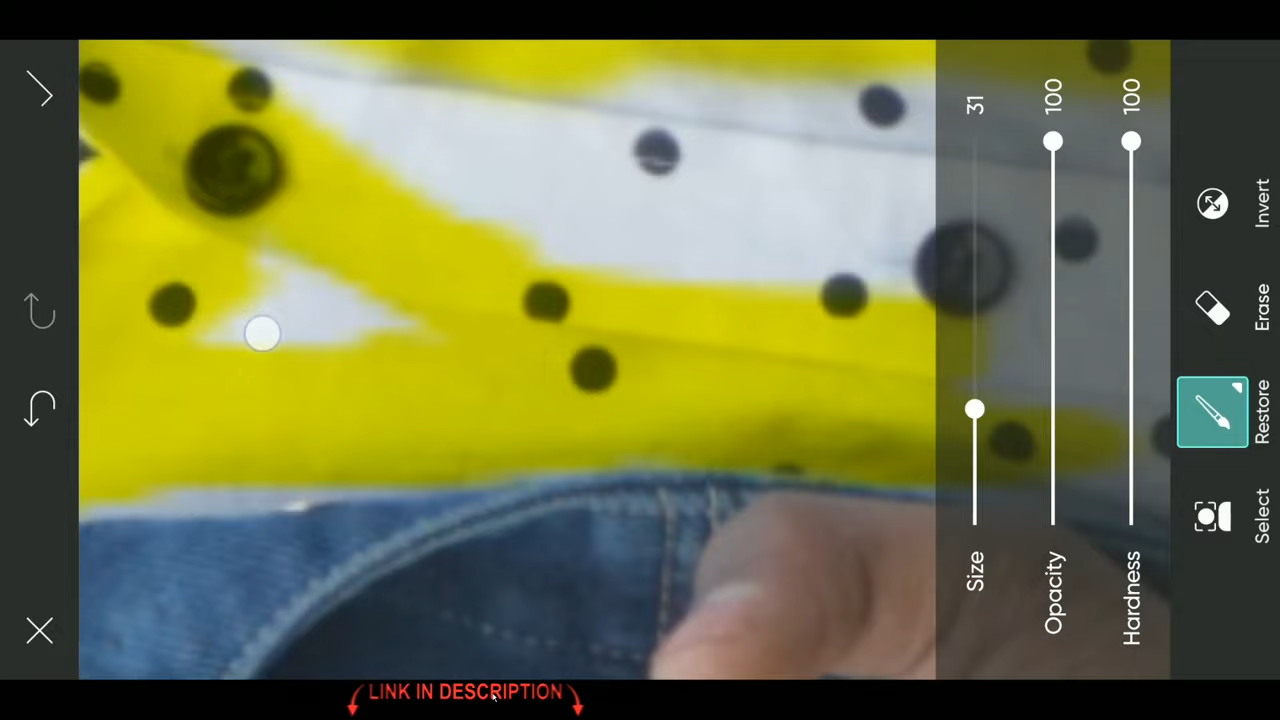 31
100
100
Size
Opacity
Hardness
Invert
Erase
Restore
Select
LINK IN DESCRIPTION